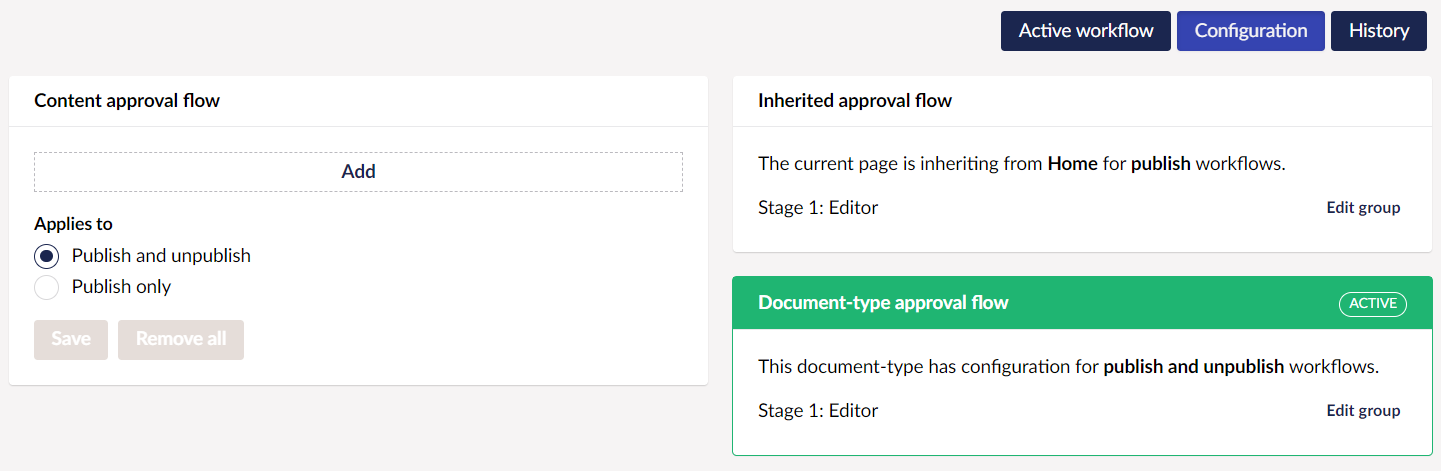 Active workflow
Configuration
History
Content approval flow
Add
Applies to
Publish and unpublish
Publish only
Save
Remove all
Inherited approval flow
The current page is inheriting from Home for publish workflows.
Stage 1: Editor
Edit group
Document-type approval flow
ACTIVE
This document-type has configuration for publish and unpublish workflows.
Stage 1: Editor
Edit group